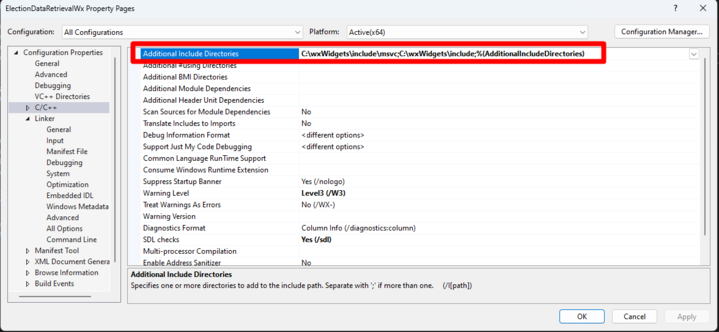 ElectionDataRetrievalWx Property Pages
Configuration: All Configurations Platform: Active(x64) Configuration Manager...
Configuration Properties
General
Advanced
Debugging
VC++ Directories
C/C++
Linker
General
Input
Manifest File
Debugging
System
Optimization
Embedded IDL
Windows Metadata
Advanced
All Options
Command Line
Manifest Tool
XML Document Genera
Browse Information
Build Events
Additional Include Directories C:\wxWidgets\include\msvc;C:\wxWidgets\include;%(AdditionalIncludeDirectories)
Additional #using Directories
Additional BMI Directories
Additional Module Dependencies
Additional Header Unit Dependencies
Scan Sources for Module Dependencies No
Translate Includes to Imports No
Debug Information Format <different options>
Support Just My Code Debugging <different options>
Common Language RunTime Support
Consume Windows Runtime Extension
Suppress Startup Banner Yes (/nologo)
Warning Level Level3 (/W3)
Treat Warnings As Errors No (/WX-)
Warning Version
Diagnostics Format Column Info (/diagnostics:column)
SDL checks Yes (/sdl)
Multi-processor Compilation
Enable Address Sanitizer No
Additional Include Directories
Specifies one or more directories to add to the include path. Separate with ';' if more than one. (/I[path])
OK Cancel Apply